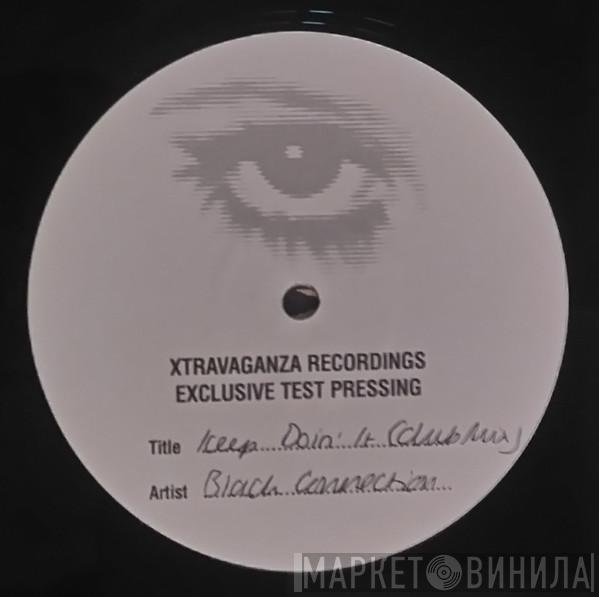 XTRAVAGANZA RECORDINGS
EXCLUSIVE TEST PRESSING
Title Keep.... Doin' It (Club Mix)
Artist Black Connection...
МАРКЕТ ВИНИЛА